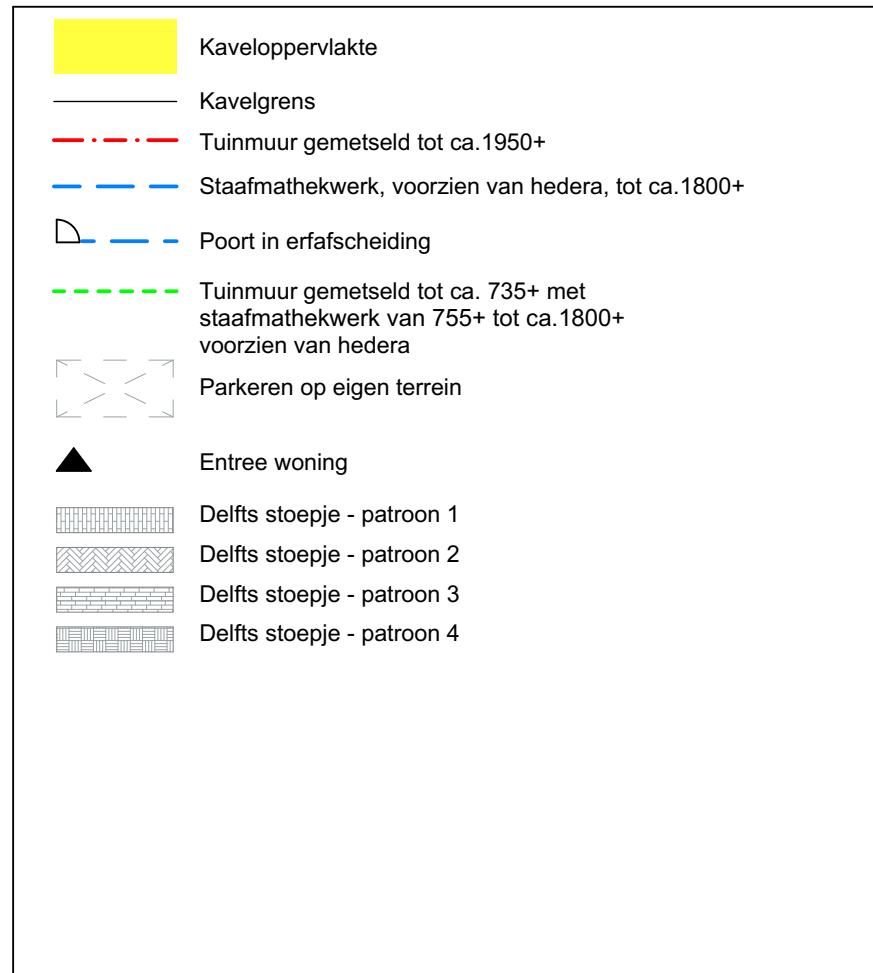 Kaveloppervlakte
Kavelgrens
Tuinmuur gemetseld tot ca.1950+
Staafmathekwerk, voorzien van hedera, tot ca.1800+
Poort in erfafscheiding
Tuinmuur gemetseld tot ca. 735+ met
staafmathekwerk van 755+ tot ca.1800+
voorzien van hedera
Parkeren op eigen terrein
Entree woning
Delfts stoepje - patroon 1
Delfts stoepje - patroon 2
Delfts stoepje - patroon 3
Delfts stoepje - patroon 4